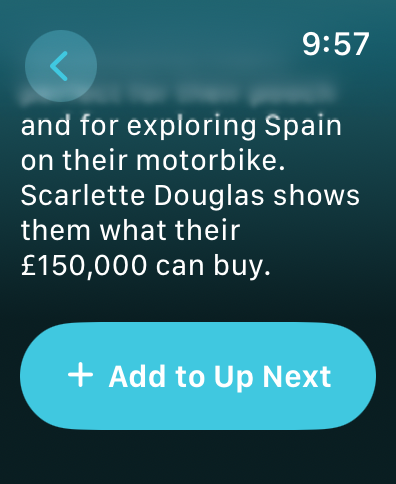 9:57
and for exploring Spain
on their motorbike.
Scarlette Douglas shows
them what their
£150,000 can buy.
+ Add to Up Next